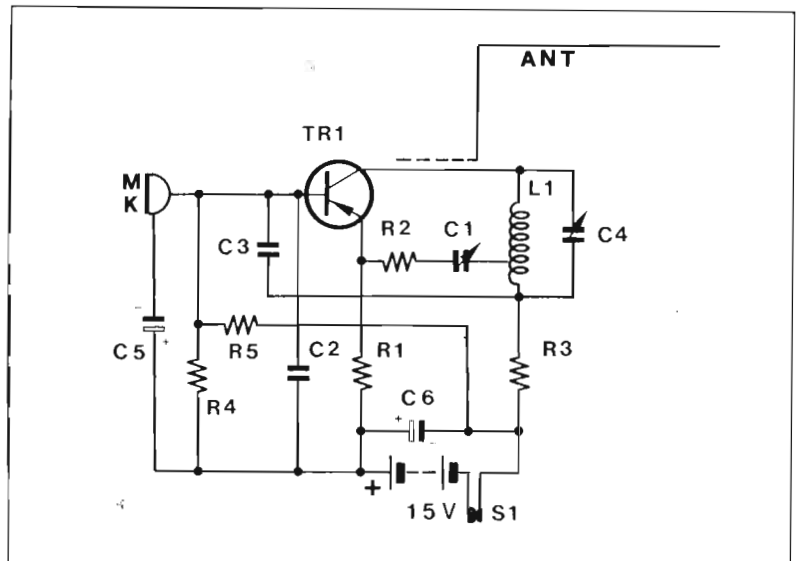 ANT
TR1
M
K
L1
R2
C1
C4
C3
-
+
C5
R5
C2
R1
R3
R4
C6
+
-
+
15 V
S1